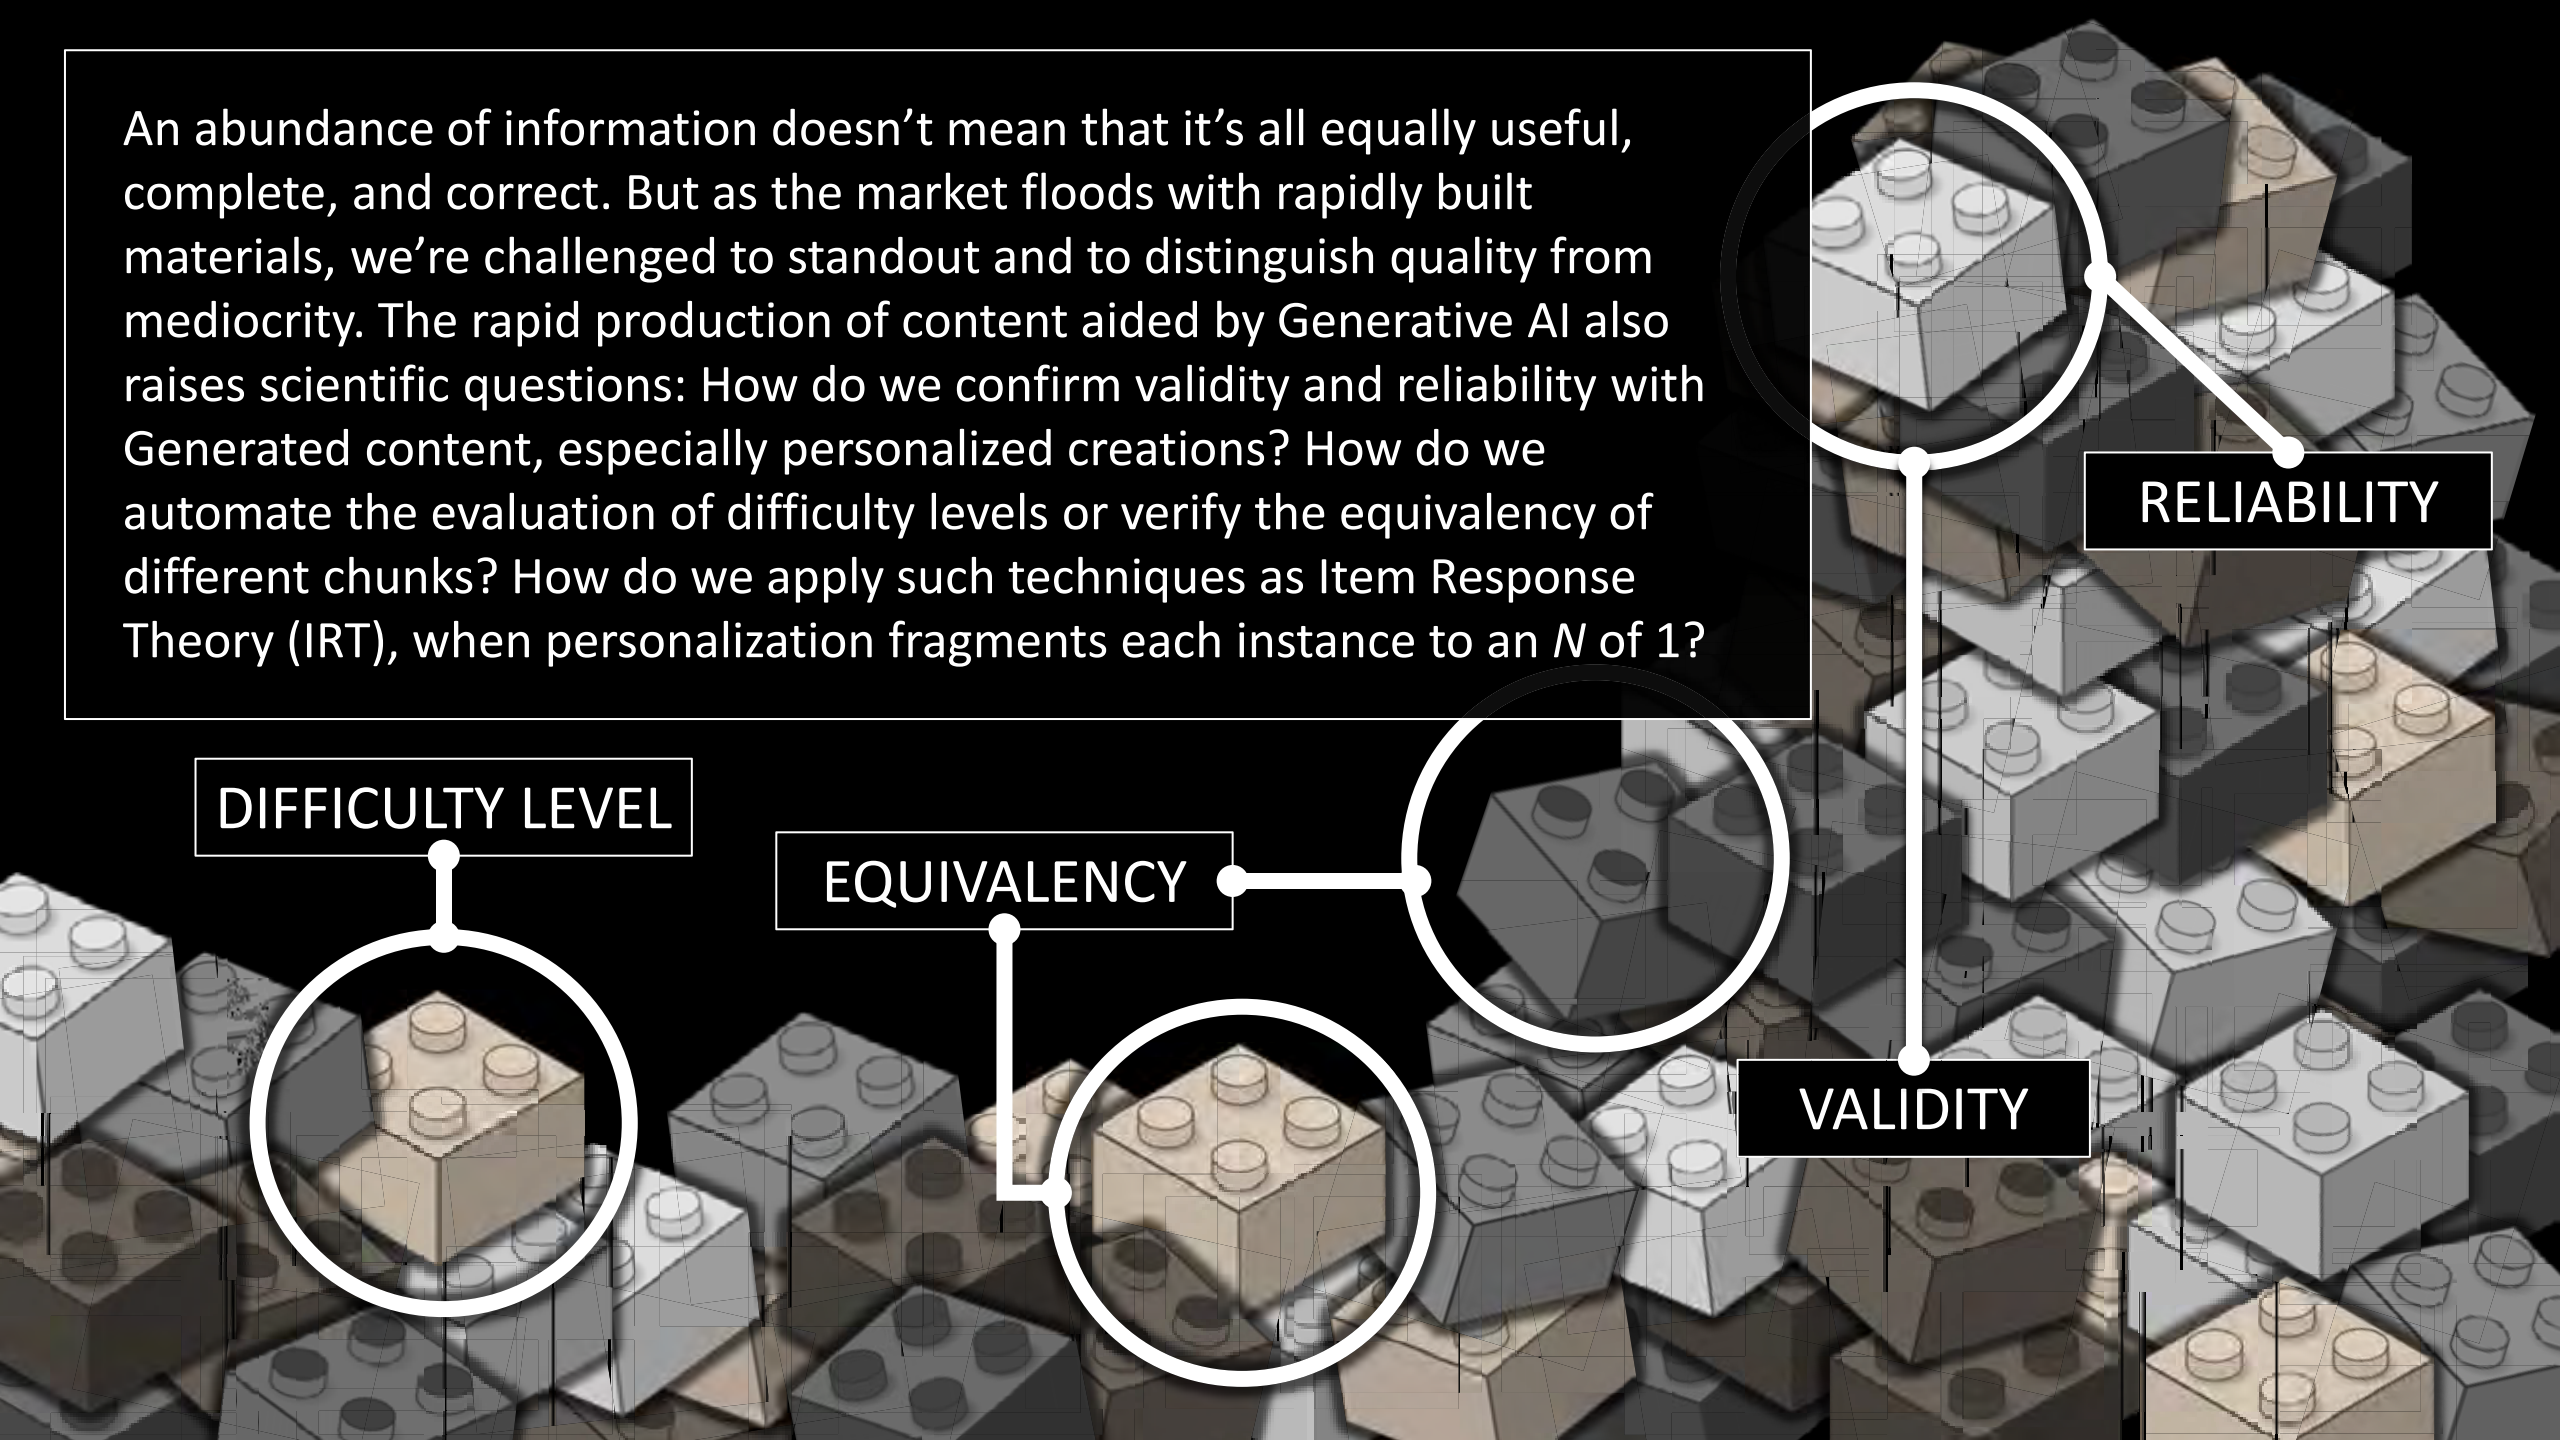 An abundance of information doesn’t mean that it’s all equally useful,
complete, and correct. But as the market floods with rapidly built
materials, we’re challenged to standout and to distinguish quality from
mediocrity. The rapid production of content aided by Generative AI also
raises scientific questions: How do we confirm validity and reliability with
Generated content, especially personalized creations? How do we
automate the evaluation of difficulty levels or verify the equivalency of
different chunks? How do we apply such techniques as Item Response
Theory (IRT), when personalization fragments each instance to an N of 1?
RELIABILITY
DIFFICULTY LEVEL
EQUIVALENCY
VALIDITY